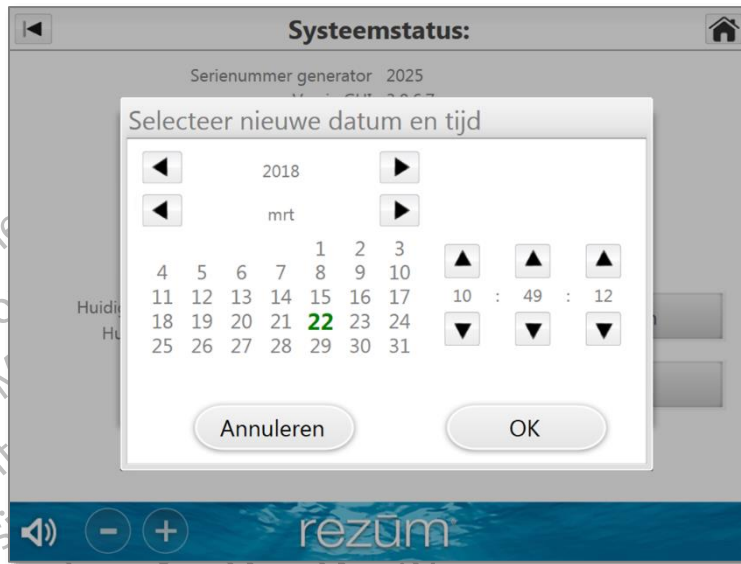 Systeemstatus:
Serienummer generator 2025
Selecteer nieuwe datum en tijd
2018
mrt
1 2 3
4 5 6 7 8 9 10
11 12 13 14 15 16 17
10 : 49 : 12
18 19 20 21 22 23 24
25 26 27 28 29 30 31
Annuleren OK
rezūm